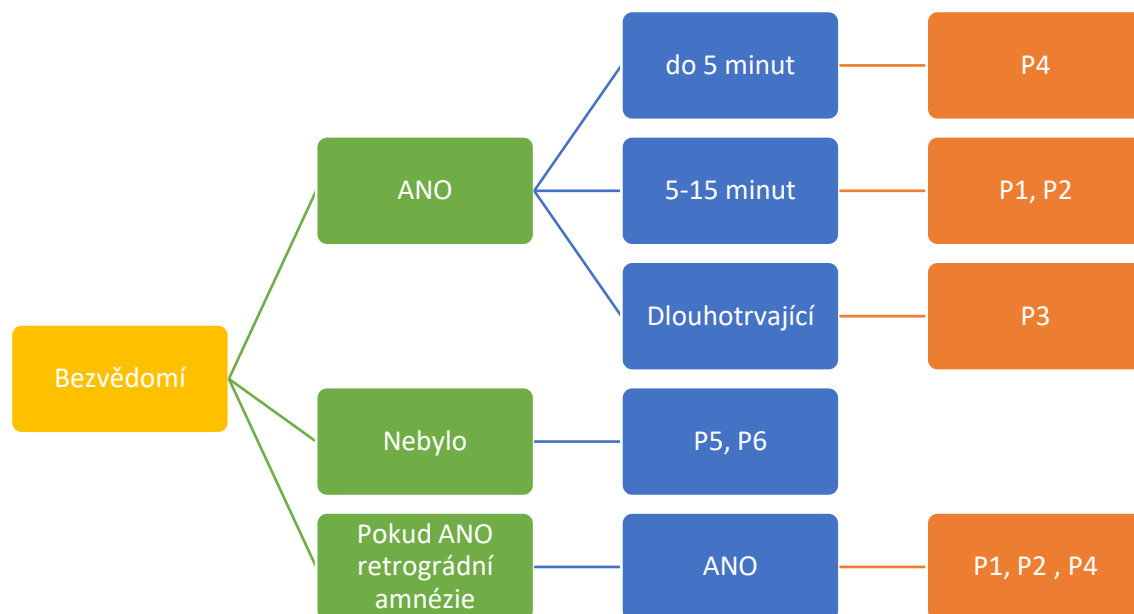 do 5 minut
P4
ANO
5-15 minut
P1, P2
Dlouhotrvající
P3
Bezvědomí
Nebylo
P5, P6
Pokud ANO
retrográdní
amnézie
ANO
P1, P2 , P4